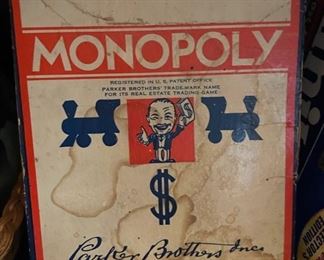 MONOPOLY
REGISTERED IN U. S. PATENT OFFICE
PARKER BROTHERS' TRADE-MARK NAME
FOR ITS REAL ESTATE TRADING-GAME
$
Parker Brothers Inc.